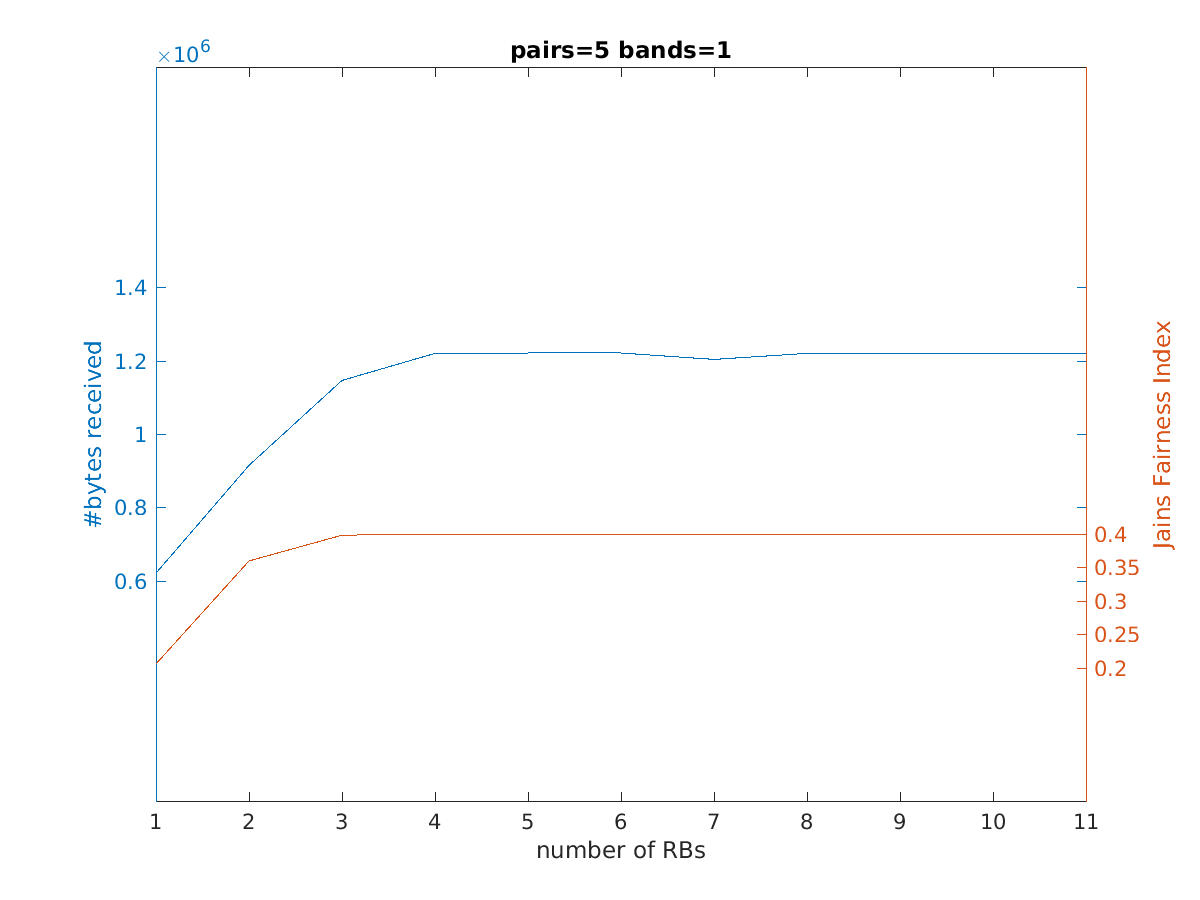 ×10⁶
pairs=5 bands=1
1.4
1.2
1
0.8
0.6
#bytes received
0.4
0.35
0.3
0.25
0.2
Jains Fairness Index
1 2 3 4 5 6 7 8 9 10 11
number of RBs